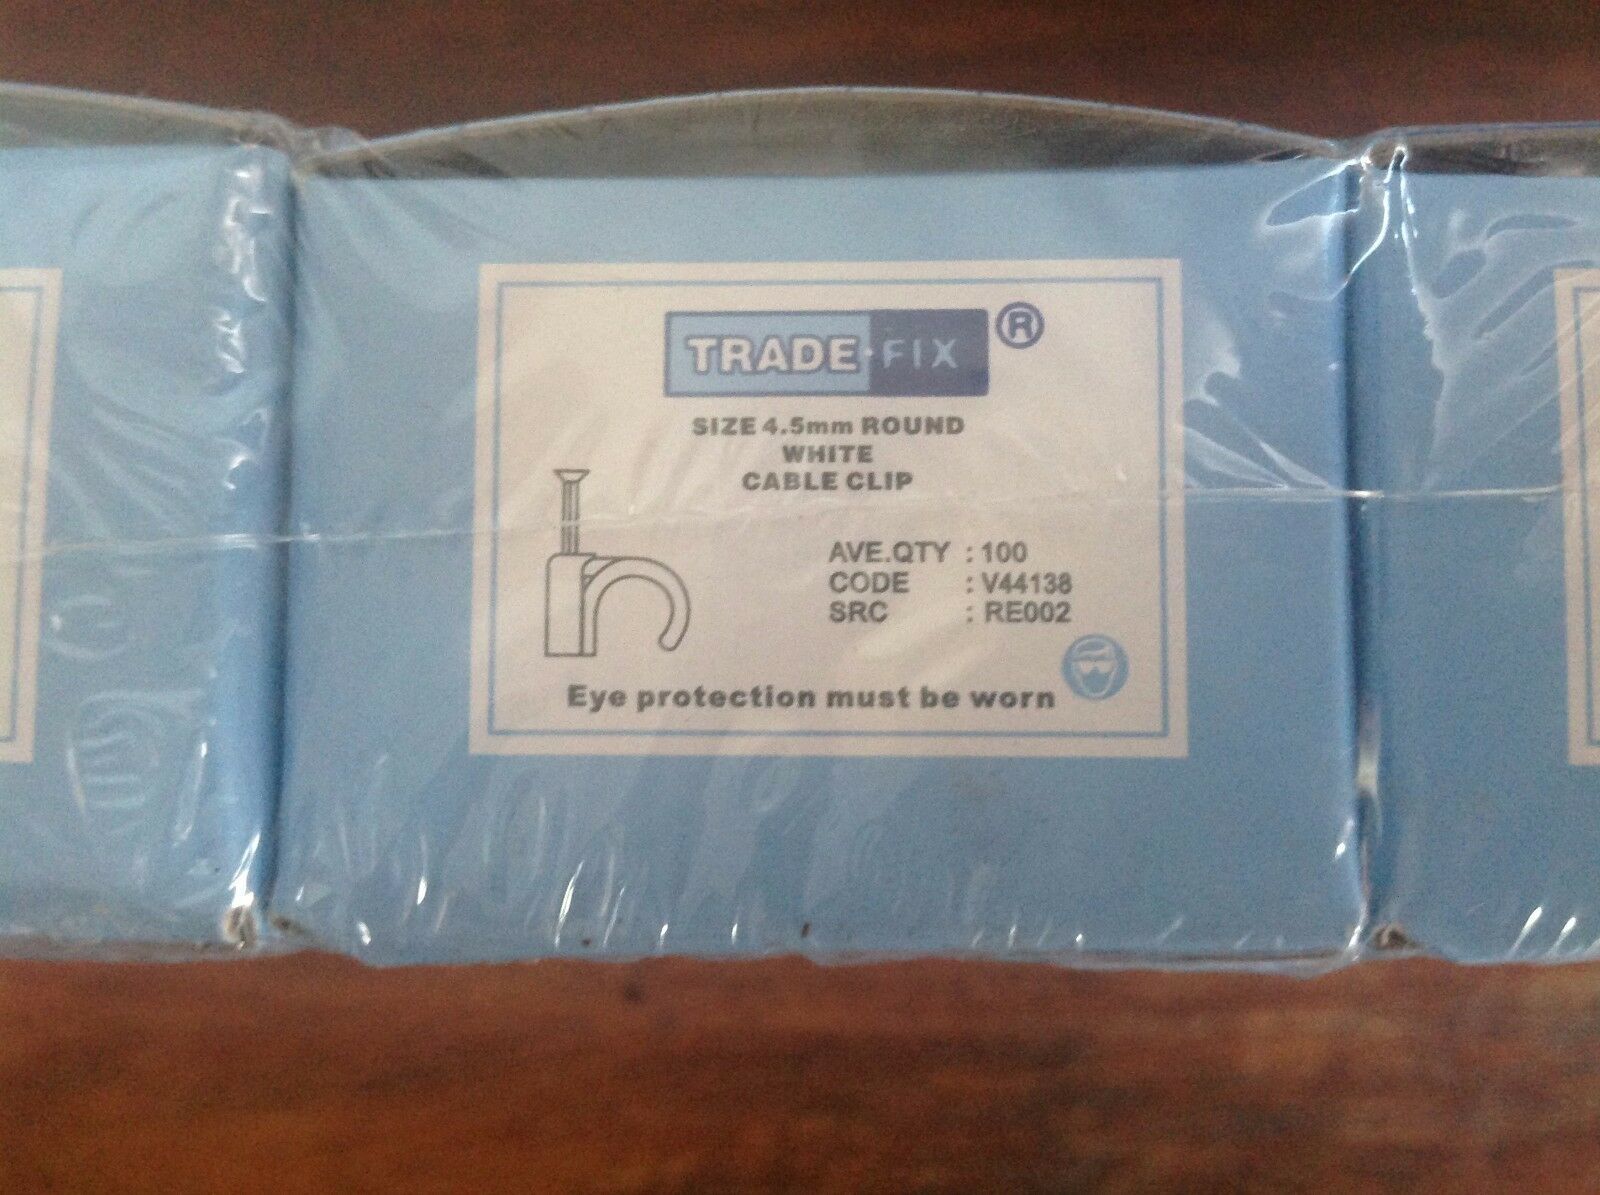 TRADE·FIX ®
SIZE 4.5mm ROUND
WHITE
CABLE CLIP
AVE.QTY : 100
CODE : V44138
SRC : RE002
Eye protection must be worn